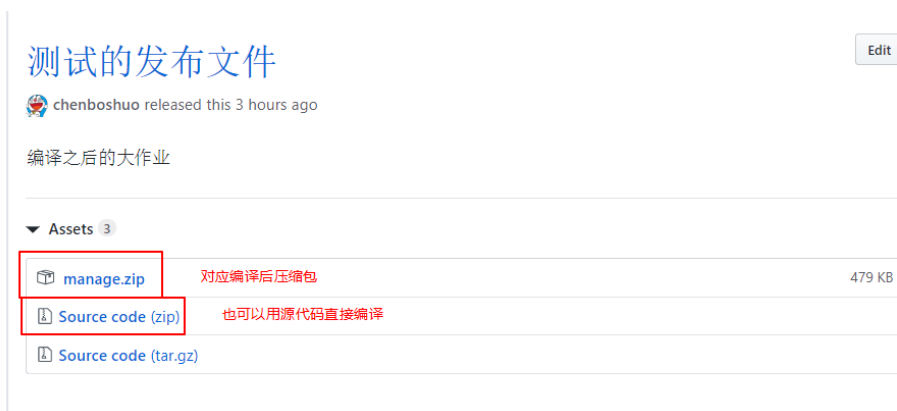 测试的发布文件
Edit
chenboshuo released this 3 hours ago
编译之后的大作业
Assets 3
manage.zip 对应编译后压缩包 479 KB
Source code (zip) 也可以用源代码直接编译
Source code (tar.gz)